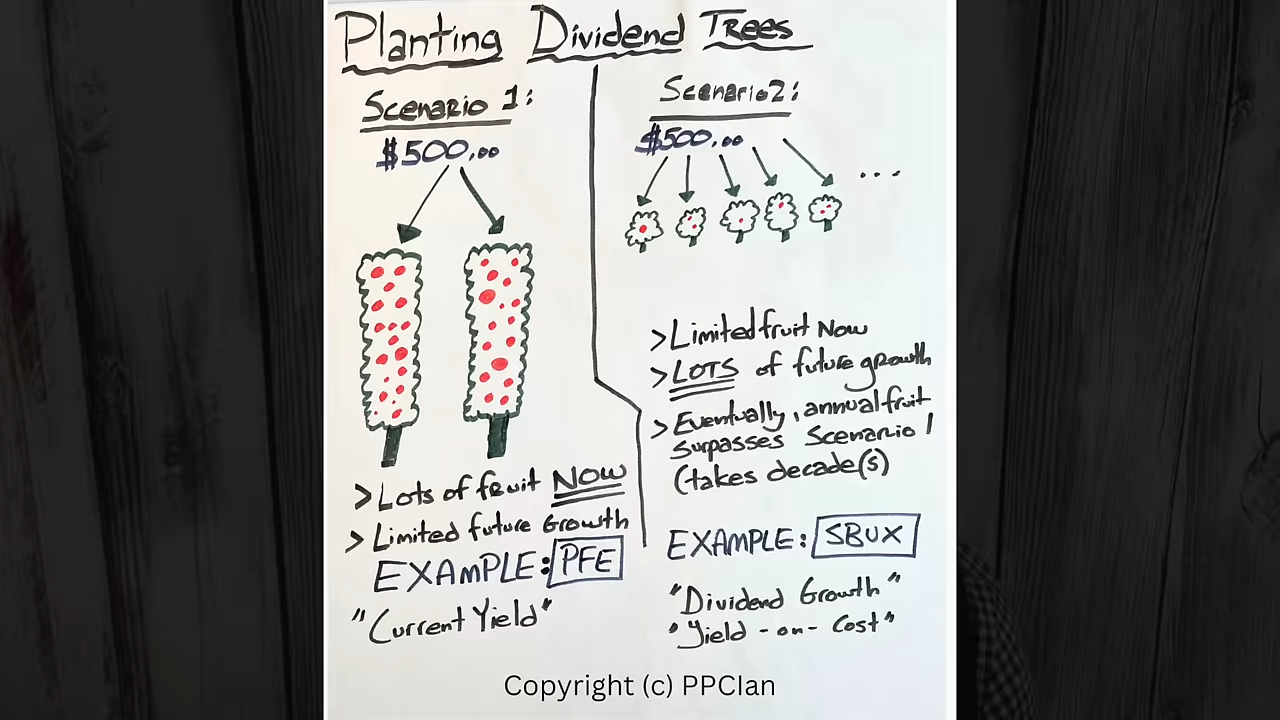 Planting Dividend Trees
Scenario 1:
$500.00
> Lots of fruit NOW
> Limited future Growth
EXAMPLE: PFE
"Current Yield"
Scenario 2:
$500.00
...
> Limited fruit Now
> LOTS of future growth
> Eventually, annual fruit
surpasses Scenario 1
(takes decade(s)
EXAMPLE: SBUX
"Dividend Growth"
"Yield-on-Cost"
Copyright (c) PPClan